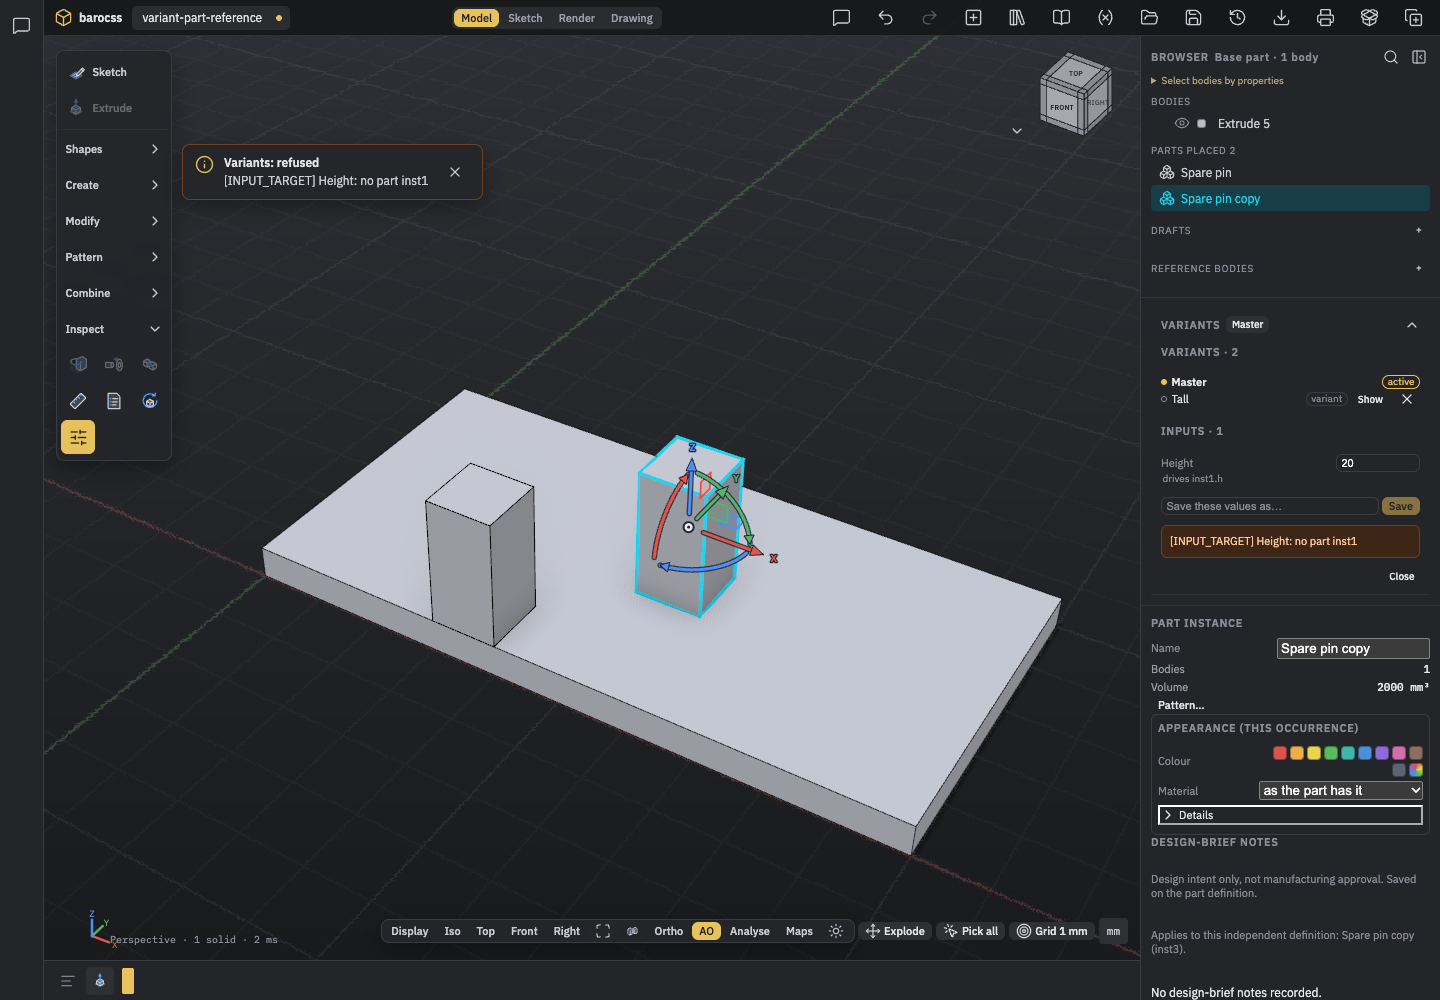 barocss
variant-part-reference
Model
Sketch
Render
Drawing
Sketch
Extrude
Shapes
Create
Modify
Pattern
Combine
Inspect
Variants: refused
[INPUT_TARGET] Height: no part inst1
TOP
FRONT
RIGHT
Z
Y
X
Z
Y
X
Perspective · 1 solid · 2 ms
Display
Iso
Top
Front
Right
Ortho
AO
Analyse
Maps
Explode
Pick all
Grid 1 mm
mm
BROWSER Base part · 1 body
Select bodies by properties
BODIES
Extrude 5
PARTS PLACED 2
Spare pin
Spare pin copy
DRAFTS +
REFERENCE BODIES +
VARIANTS Master
VARIANTS · 2
Master active
Tall variant Show
INPUTS · 1
Height 20
drives inst1.h
Save these values as... Save
[INPUT_TARGET] Height: no part inst1
Close
PART INSTANCE
Name Spare pin copy
Bodies 1
Volume 2000 mm³
Pattern...
APPEARANCE (THIS OCCURRENCE)
Colour
Material as the part has it
Details
DESIGN-BRIEF NOTES
Design intent only, not manufacturing approval. Saved
on the part definition.
Applies to this independent definition: Spare pin copy
(inst3).
No design-brief notes recorded.